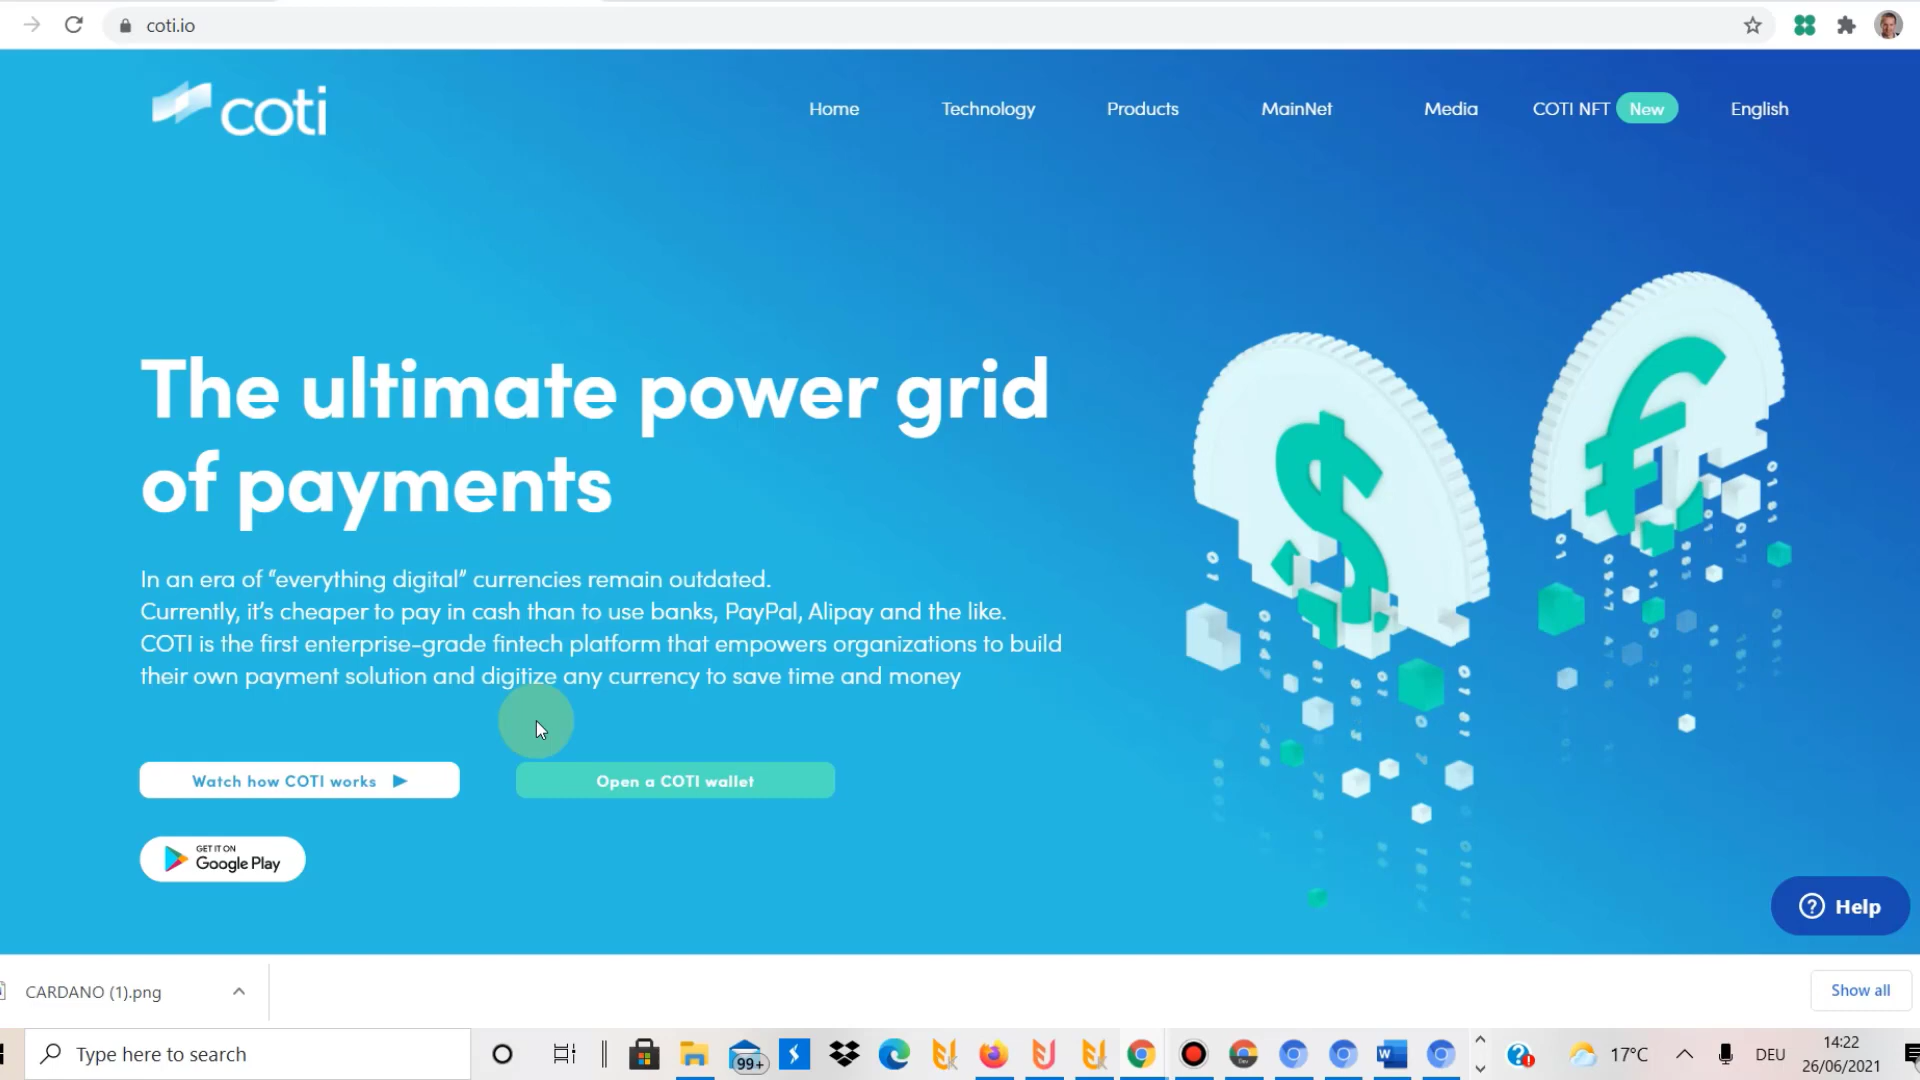 coti.io
coti
Home
Technology
Products
MainNet
Media
COTI NFT
New
English
The ultimate power grid
of payments
In an era of “everything digital” currencies remain outdated.
Currently, it’s cheaper to pay in cash than to use banks, PayPal, Alipay and the like.
COTI is the first enterprise-grade fintech platform that empowers organizations to build
their own payment solution and digitize any currency to save time and money
Watch how COTI works
Open a COTI wallet
GET IT ON
Google Play
Help
CARDANO (1).png
Show all
Type here to search
99+
17°C
DEU
14:22
26/06/2021